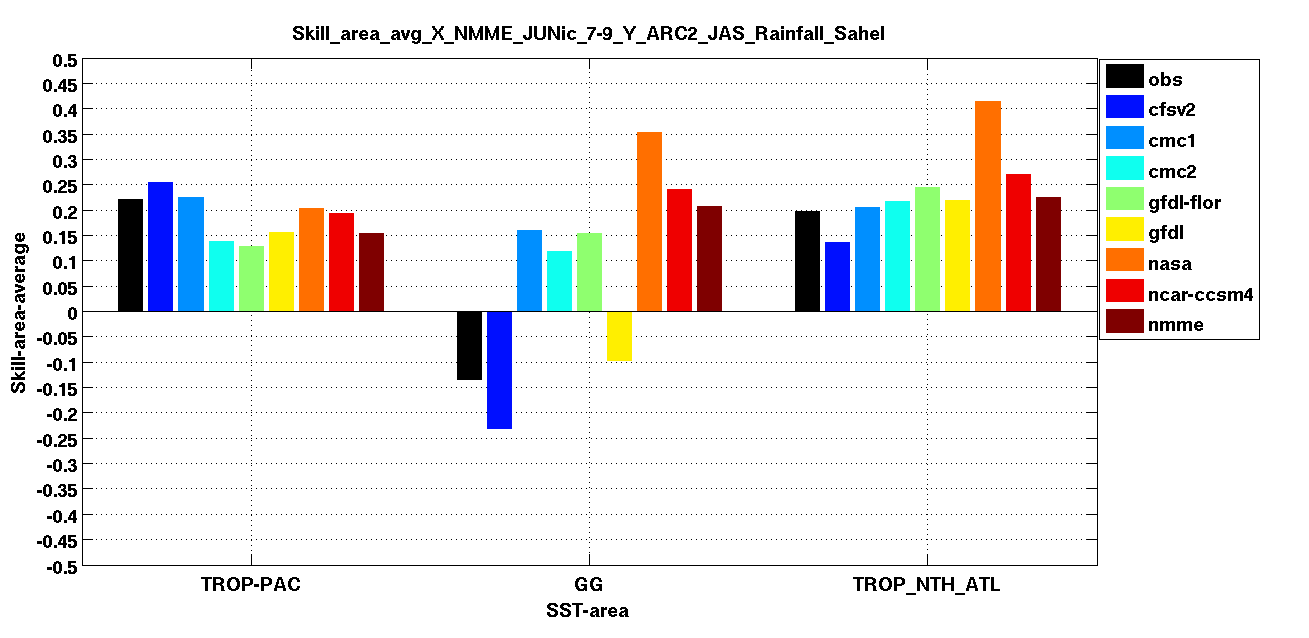 Skill_area_avg_X_NMME_JUNic_7-9_Y_ARC2_JAS_Rainfall_Sahel
0.5
0.45
0.4
0.35
0.3
0.25
0.2
0.15
0.1
0.05
0
-0.05
-0.1
-0.15
-0.2
-0.25
-0.3
-0.35
-0.4
-0.45
-0.5
Skill-area-average
TROP-PAC
GG
TROP_NTH_ATL
SST-area
obs
cfsv2
cmc1
cmc2
gfdl-flor
gfdl
nasa
ncar-ccsm4
nmme